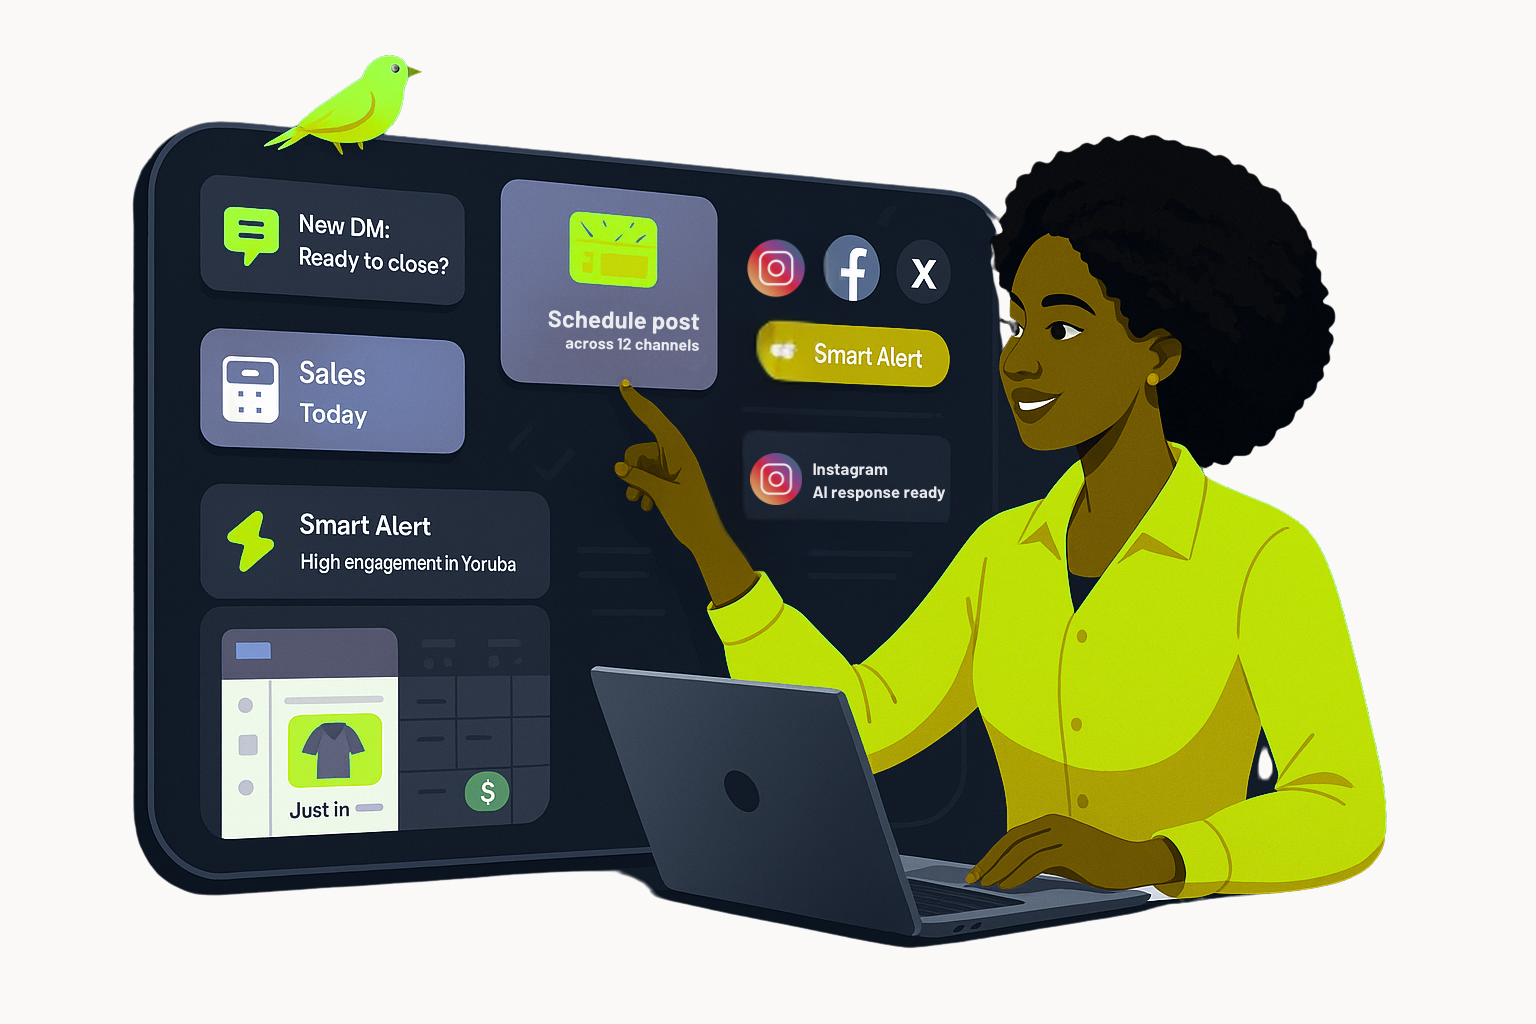 New DM:
Ready to close?
Sales
Today
Smart Alert
High engagement in Yoruba
Just in
$
Schedule post
across 12 channels
X
Smart Alert
Instagram
AI response ready